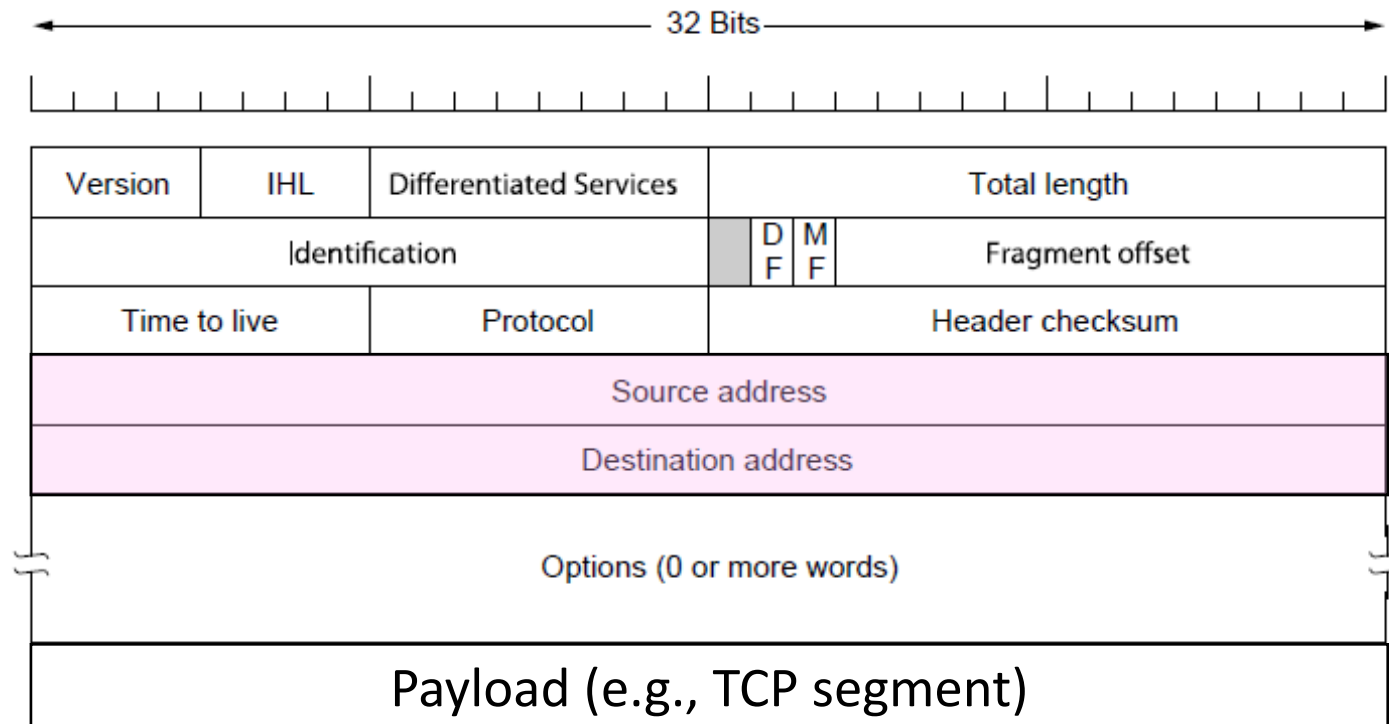 32 Bits
Version IHL Differentiated Services Total length
Identification D F M F Fragment offset
Time to live Protocol Header checksum
Source address
Destination address
Options (0 or more words)
Payload (e.g., TCP segment)